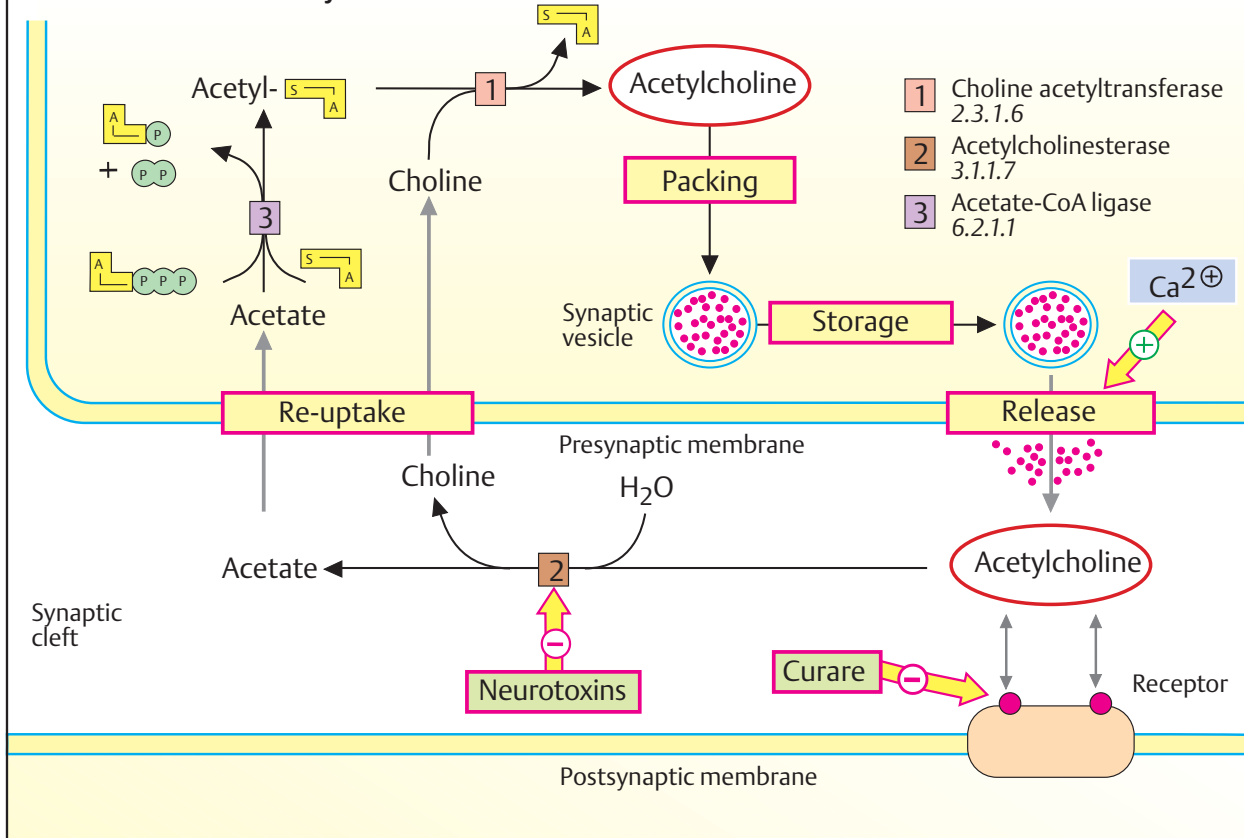 S
A
Acetyl- S
A
1
Acetylcholine
1 Choline acetyltransferase
2.3.1.6
2 Acetylcholinesterase
3.1.1.7
3 Acetate-CoA ligase
6.2.1.1
A
P
+ P P
Choline
Packing
3
A
P P P
S
A
Acetate
Synaptic
vesicle
Storage
Ca2⊕
+
Re-uptake
Release
Presynaptic membrane
Choline
H2O
Acetate
2
Acetylcholine
Synaptic
cleft
−
Neurotoxins
Curare
−
Receptor
Postsynaptic membrane